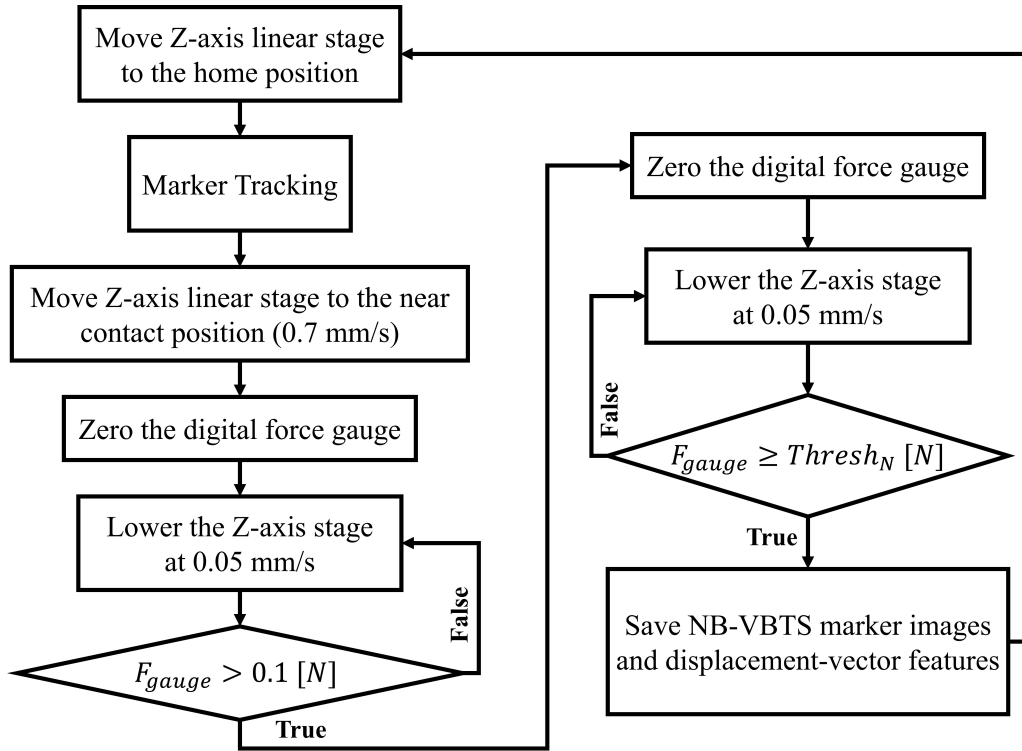 Move Z-axis linear stage
to the home position
Marker Tracking
Move Z-axis linear stage to the near
contact position (0.7 mm/s)
Zero the digital force gauge
Lower the Z-axis stage
at 0.05 mm/s
False
F_gauge > 0.1 [N]
True
Zero the digital force gauge
Lower the Z-axis stage
at 0.05 mm/s
False
F_gauge ≥ Thresh_N [N]
True
Save NB-VBTS marker images
and displacement-vector features